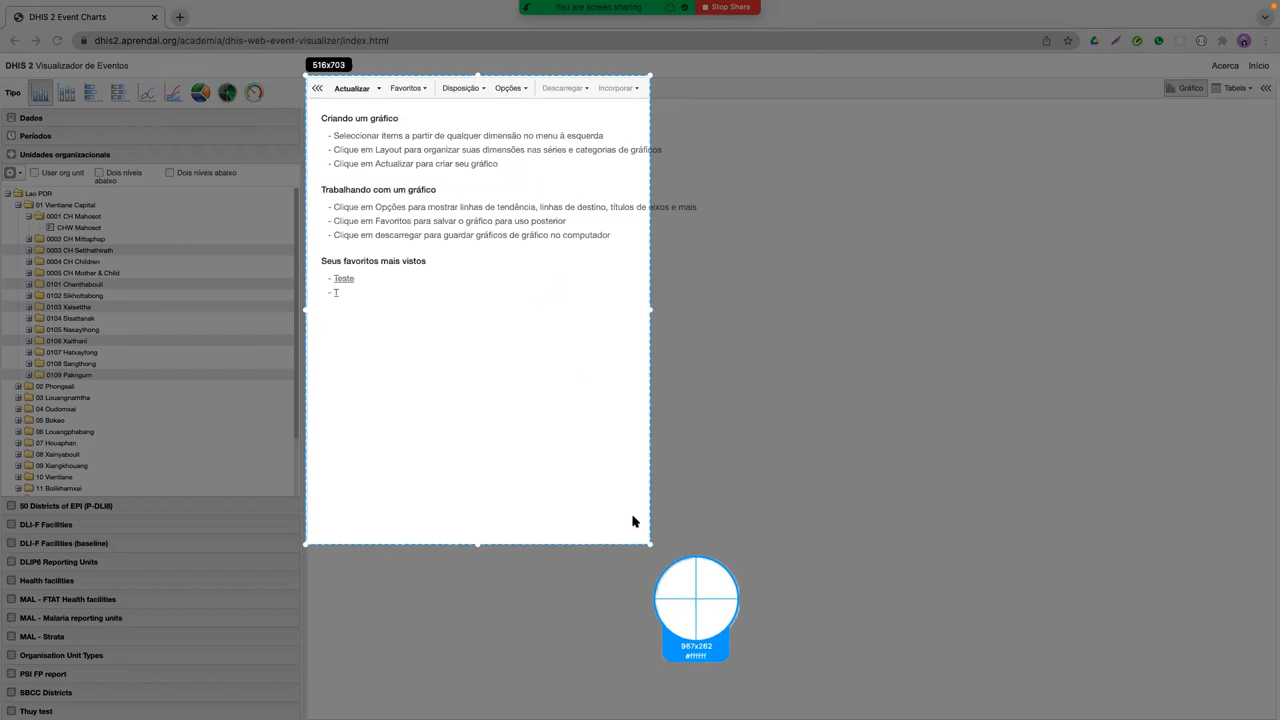 DHIS 2 Event Charts
You are screen sharing
Stop Share
dhis2.aprendai.org/academia/dhis-web-event-visualizer/index.html
DHIS 2 Visualizador de Eventos
516x703
Acerca
Início
Tipo
Actualizar
Favoritos
Disposição
Opções
Descarregar
Incorporar
Gráfico
Tabela
Dados
Períodos
Unidades organizacionais
User org unit
Dois níveis abaixo
Dois níveis abaixo
Lao PDR
01 Vientiane Capital
0001 CH Mahosot
CHW Mahosot
0002 CH Mittaphap
0003 CH Setthathirath
0004 CH Children
0005 CH Mother & Child
0101 Chanthabouli
0102 Sikhottabong
0103 Xaisettha
0104 Sisattanak
0105 Naxaythong
0106 Xaithani
0107 Hatxayfong
0108 Sangthong
0109 Pakngum
02 Phongsali
03 Louangnamtha
04 Oudomxai
05 Bokeo
06 Louangphabang
07 Houaphan
08 Xainyabouli
09 Xiangkhouang
10 Vientiane
11 Bolikhamxai
50 Districts of EPI (P-DLI8)
DLI-F Facilities
DLI-F Facilities (baseline)
DLIP6 Reporting Units
Health facilities
MAL - FTAT Health facilities
MAL - Malaria reporting units
MAL - Strata
Organisation Unit Types
PSI FP report
SBCC Districts
Thuy test
Criando um gráfico
- Seleccionar items a partir de qualquer dimensão no menu à esquerda
- Clique em Layout para organizar suas dimensões nas séries e categorias de gráficos
- Clique em Actualizar para criar seu gráfico
Trabalhando com um gráfico
- Clique em Opções para mostrar linhas de tendência, linhas de destino, títulos de eixos e mais
- Clique em Favoritos para salvar o gráfico para uso posterior
- Clique em descarregar para guardar gráficos de gráfico no computador
Seus favoritos mais vistos
- Teste
- T
967x262
#ffffff